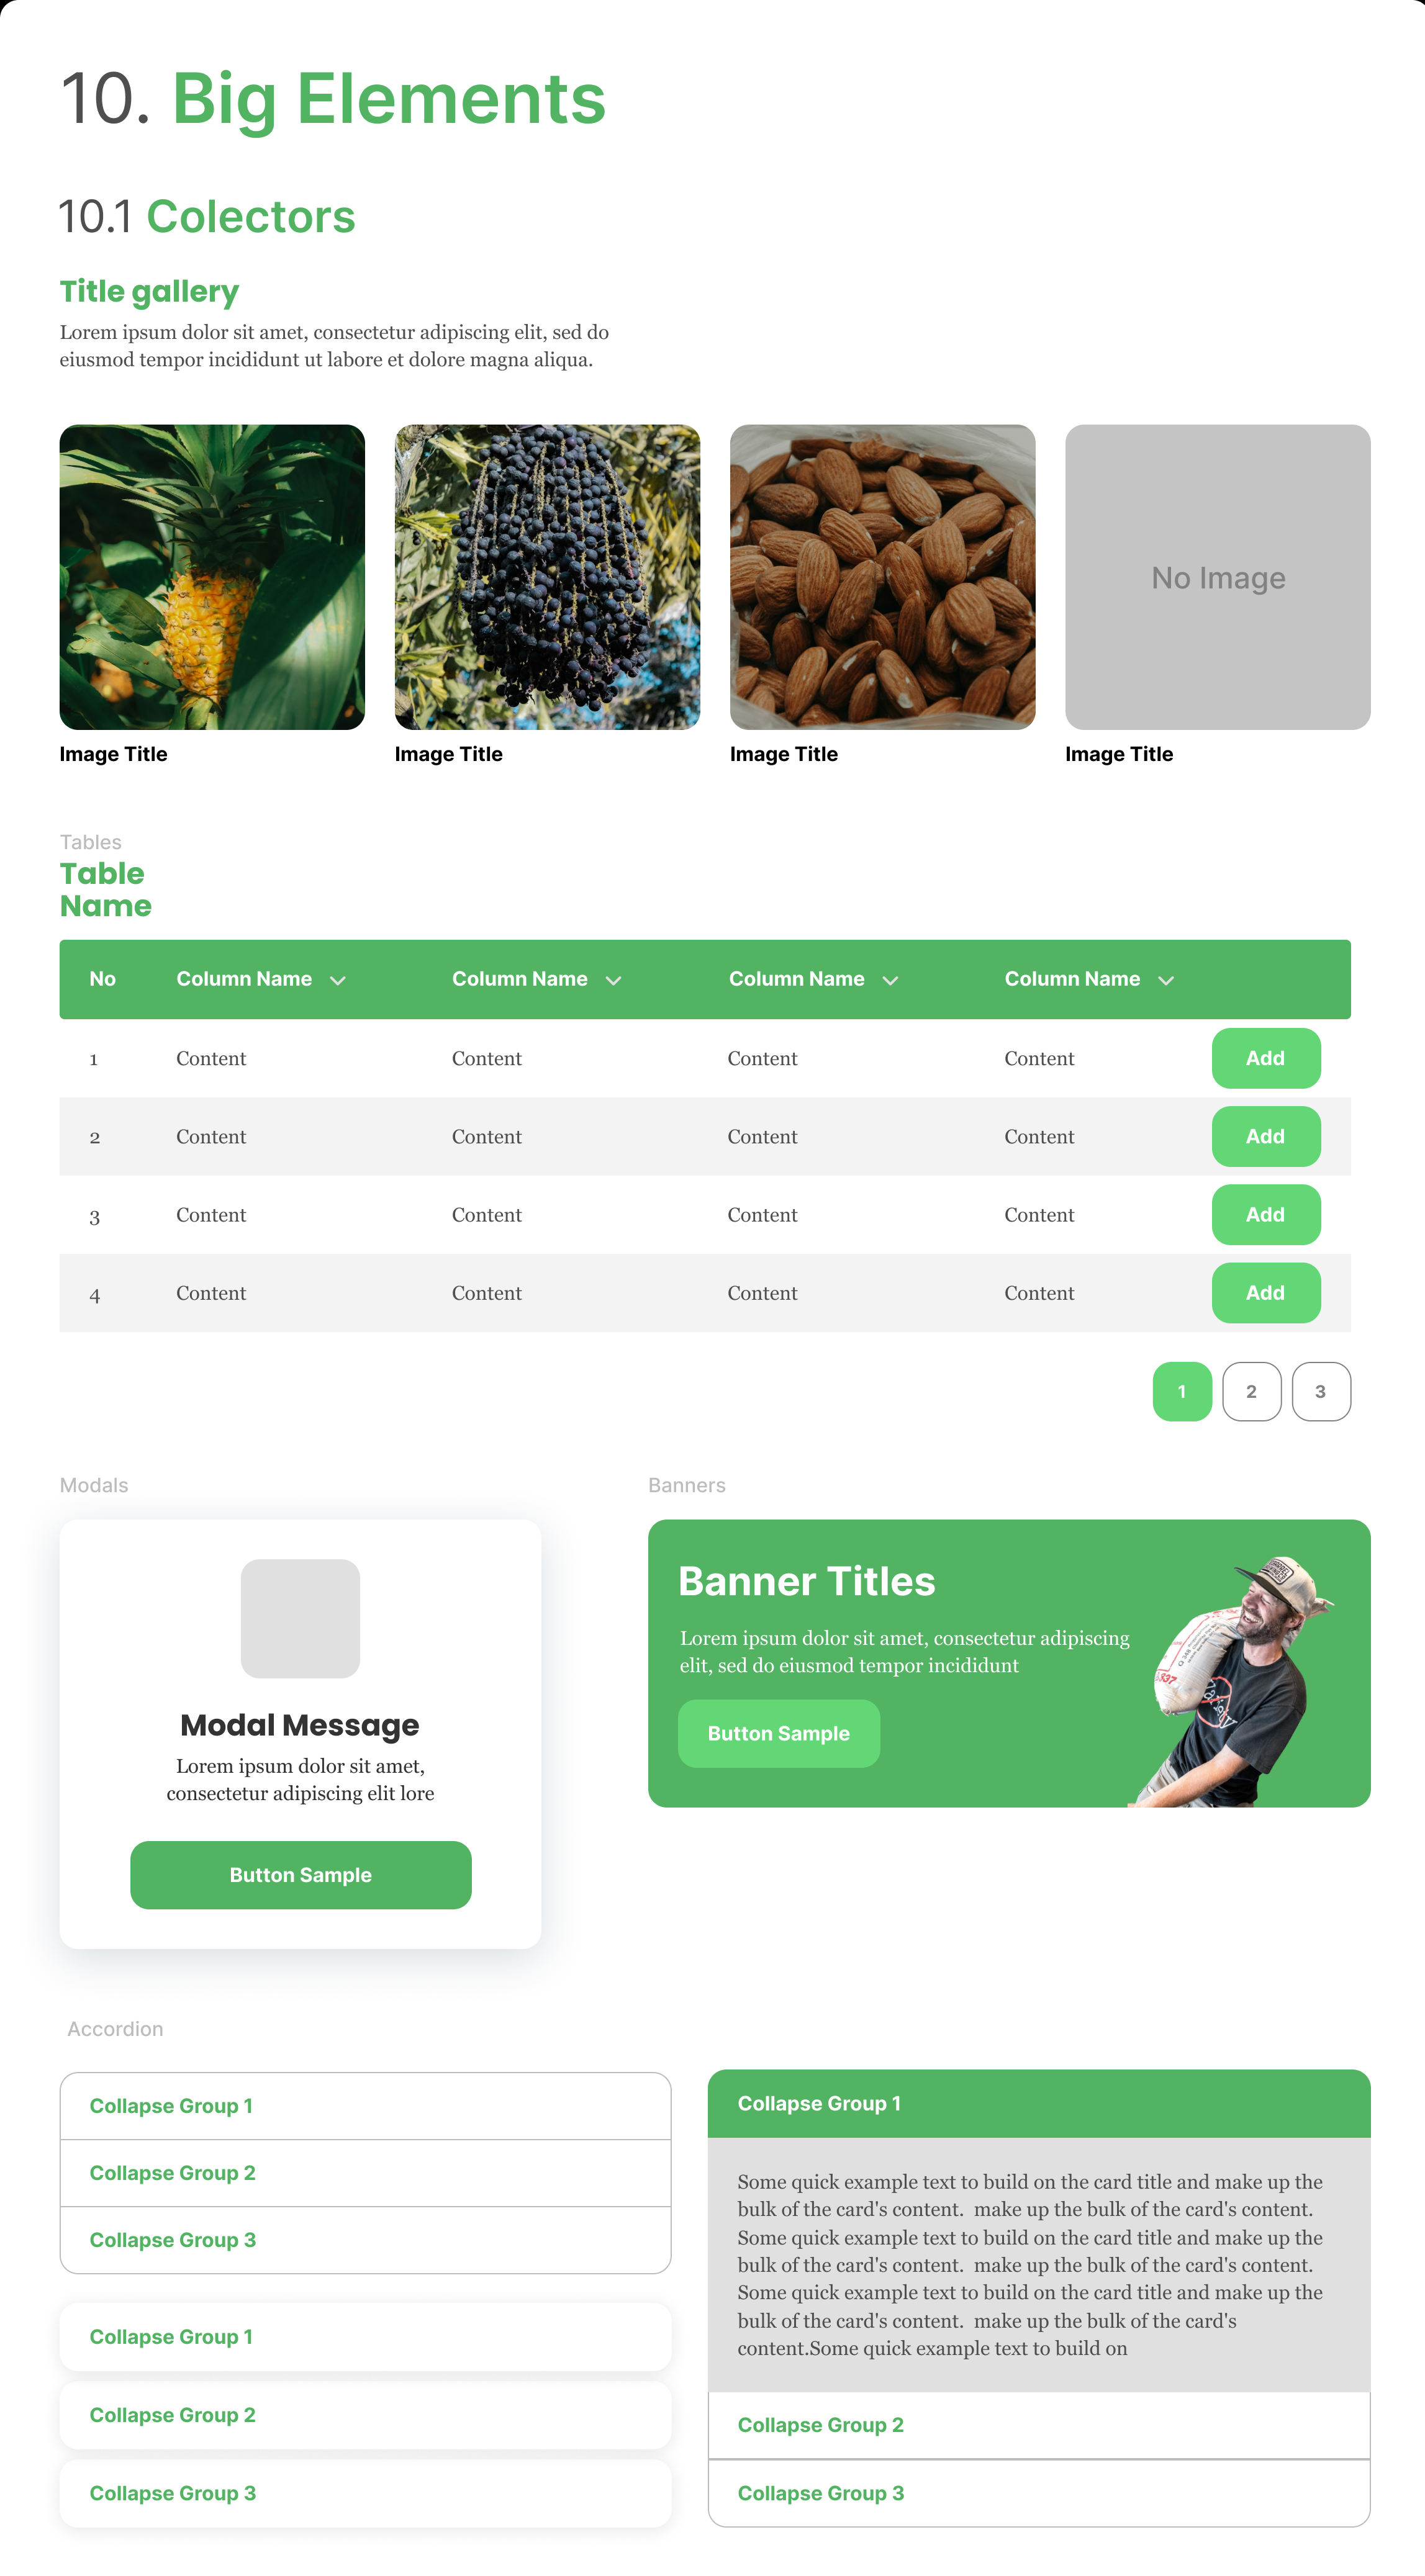 10. Big Elements
10.1 Colectors
Title gallery
Lorem ipsum dolor sit amet, consectetur adipiscing elit, sed do
eiusmod tempor incididunt ut labore et dolore magna aliqua.
No Image
Image Title
Image Title
Image Title
Image Title
Tables
Table
Name
No Column Name Column Name Column Name Column Name
1 Content Content Content Content Add
2 Content Content Content Content Add
3 Content Content Content Content Add
4 Content Content Content Content Add
1 2 3
Modals
Modal Message
Lorem ipsum dolor sit amet,
consectetur adipiscing elit lore
Button Sample
Banners
Banner Titles
Lorem ipsum dolor sit amet, consectetur adipiscing
elit, sed do eiusmod tempor incididunt
Button Sample
Accordion
Collapse Group 1
Collapse Group 2
Collapse Group 3
Collapse Group 1
Collapse Group 2
Collapse Group 3
Collapse Group 1
Some quick example text to build on the card title and make up the
bulk of the card's content.  make up the bulk of the card's content.
Some quick example text to build on the card title and make up the
bulk of the card's content.  make up the bulk of the card's content.
Some quick example text to build on the card title and make up the
bulk of the card's content.  make up the bulk of the card's
content.Some quick example text to build on
Collapse Group 2
Collapse Group 3